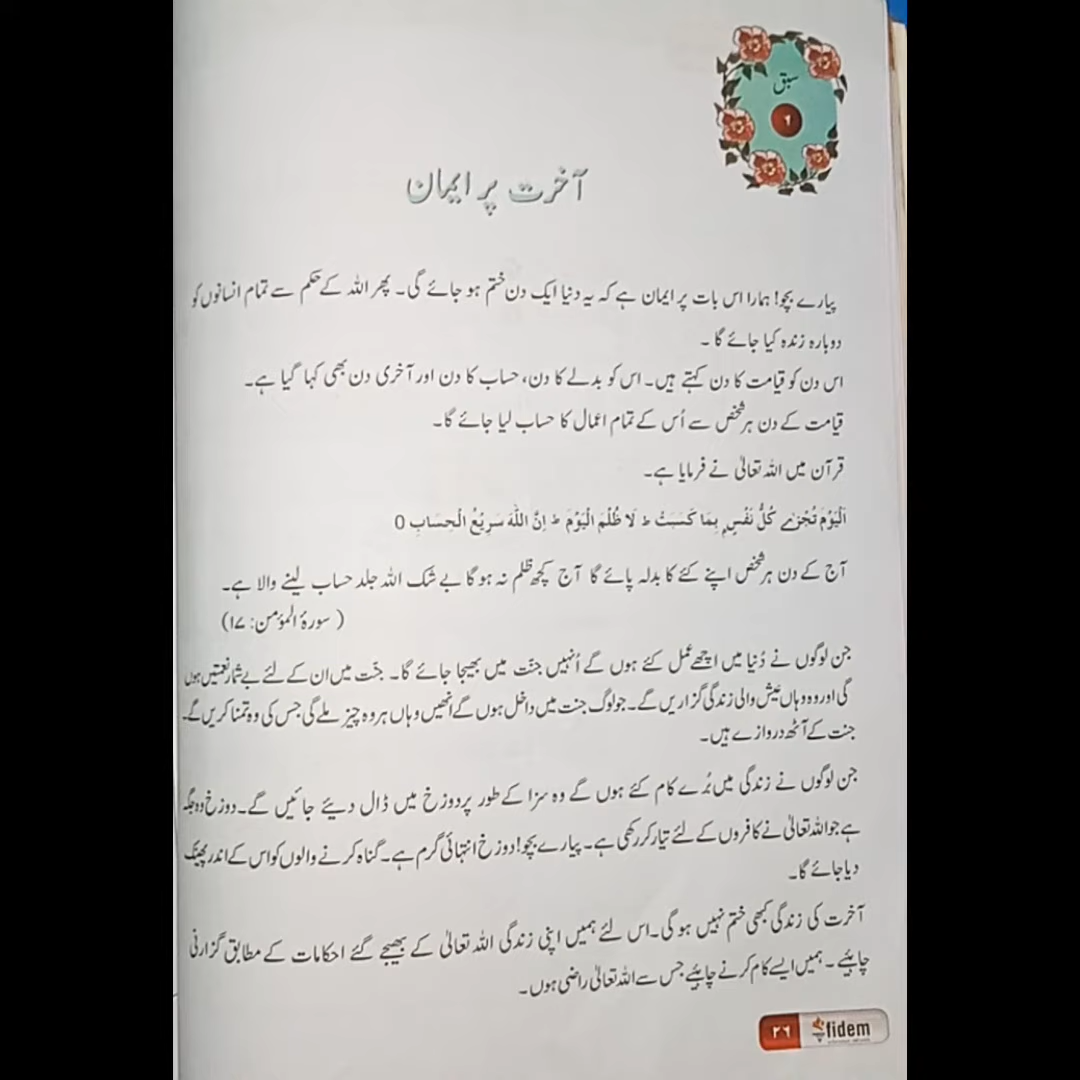 سبق
٦
آخرت پر ایمان
پیارے بچو! ہمارا اس بات پر ایمان ہے کہ یہ دنیا ایک دن ختم ہو جائے گی۔ پھر اللہ کے حکم سے تمام انسانوں کو
دوبارہ زندہ کیا جائے گا ۔
اس دن کو قیامت کا دن کہتے ہیں۔ اس کو بدلے کا دن، حساب کا دن اور آخری دن بھی کہا گیا ہے۔
قیامت کے دن ہر شخص سے اُس کے تمام اعمال کا حساب لیا جائے گا۔
قرآن میں اللہ تعالیٰ نے فرمایا ہے۔
اَلْیَوْمَ تُجْزٰے کُلُّ نَفْسٍ بِمَا کَسَبَتْ ط لَا ظُلْمَ الْیَوْمَ ط اِنَّ اللّٰهَ سَرِیْعُ الْحِسَابِ O
آج کے دن ہر شخص اپنے کئے کا بدلہ پائے گا آج کچھ ظلم نہ ہو گا بے شک اللہ جلد حساب لینے والا ہے۔
( سورۂ المؤمن: ۱۷)
جن لوگوں نے دُنیا میں اچھے عمل کئے ہوں گے اُنہیں جنّت میں بھیجا جائے گا۔ جنّت میں ان کے لئے بے شمار نعمتیں ہوں
گی اور وہ وہاں عیش والی زندگی گزاریں گے۔ جو لوگ جنت میں داخل ہوں گے انھیں وہاں ہر وہ چیز ملے گی جس کی وہ تمنا کریں گے۔
جنت کے آٹھ دروازے ہیں۔
جن لوگوں نے زندگی میں بُرے کام کئے ہوں گے وہ سزا کے طور پر دوزخ میں ڈال دیئے جائیں گے۔ دوزخ وہ جگہ
ہے جو اللہ تعالیٰ نے کافروں کے لئے تیار کر رکھی ہے۔ پیارے بچو! دوزخ انتہائی گرم ہے۔ گناہ کرنے والوں کو اس کے اندر پھینک
دیا جائے گا۔
آخرت کی زندگی کبھی ختم نہیں ہو گی۔ اس لئے ہمیں اپنی زندگی اللہ تعالیٰ کے بھیجے گئے احکامات کے مطابق گزارنی
چاہیئے ۔ ہمیں ایسے کام کرنے چاہیئے جس سے اللہ تعالیٰ راضی ہوں ۔
۲۶
fidem